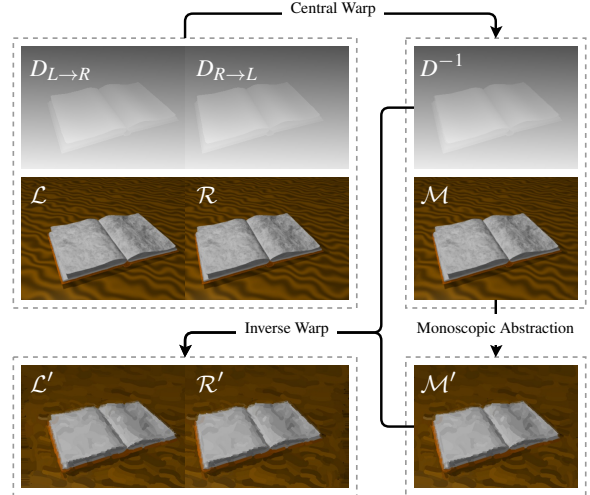 Central Warp
D_{L→R} D_{R→L} D^{-1}
ℒ ℛ ℳ
Inverse Warp Monoscopic Abstraction
ℒ′ ℛ′ ℳ′